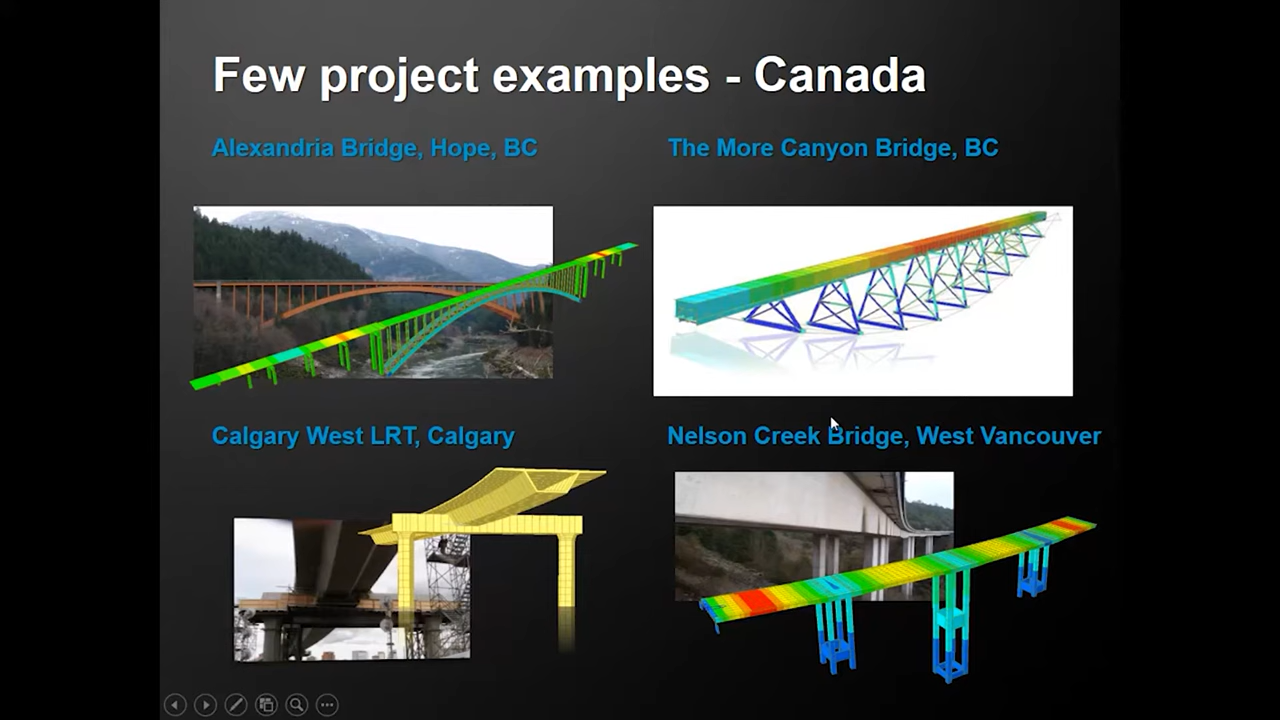 Few project examples - Canada
Alexandria Bridge, Hope, BC
The More Canyon Bridge, BC
Calgary West LRT, Calgary
Nelson Creek Bridge, West Vancouver